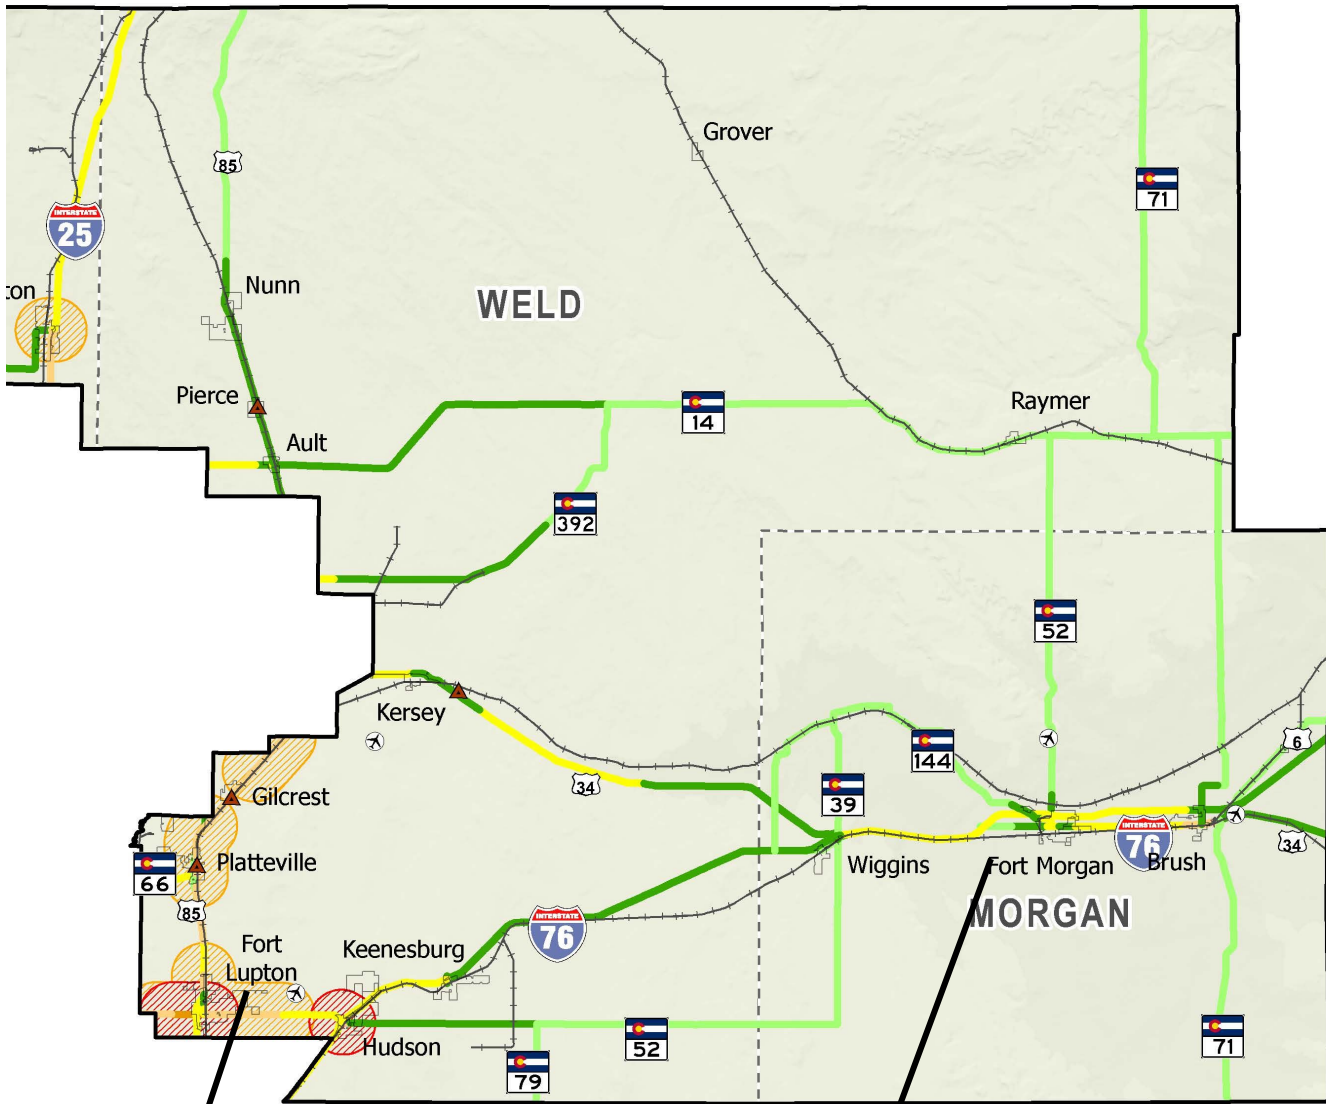 85
Grover
71
INTERSTATE
25
ton
Nunn
WELD
Pierce
14
Raymer
Ault
392
52
Kersey
34
144
6
39
Gilcrest
66
Platteville
85
Wiggins
Fort Morgan
INTERSTATE
76
Brush
34
MORGAN
INTERSTATE
76
Keenesburg
Fort
Lupton
Hudson
52
71
79